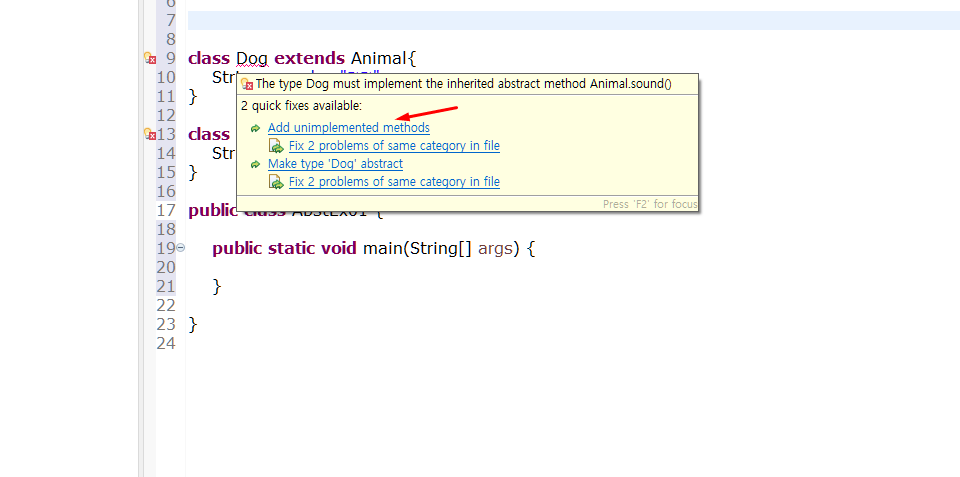 6
7
8
9 class Dog extends Animal{
10 Str
The type Dog must implement the inherited abstract method Animal.sound()
11 }
2 quick fixes available:
12
Add unimplemented methods
13 class
Fix 2 problems of same category in file
14 Str
Make type 'Dog' abstract
15 }
Fix 2 problems of same category in file
16
Press 'F2' for focus
17 public class AbstEx01 {
18
19 public static void main(String[] args) {
20
21 }
22
23 }
24